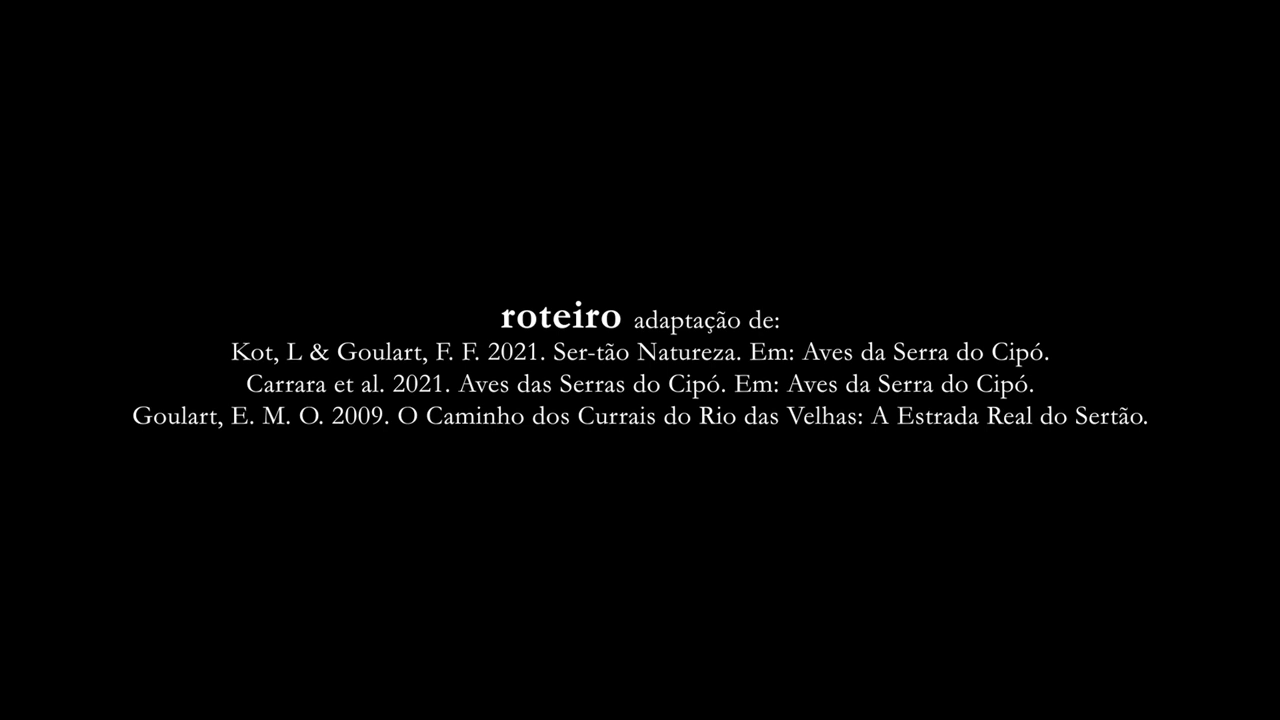 roteiro adaptação de:
Kot, L & Goulart, F. F. 2021. Ser-tão Natureza. Em: Aves da Serra do Cipó.
Carrara et al. 2021. Aves das Serras do Cipó. Em: Aves da Serra do Cipó.
Goulart, E. M. O. 2009. O Caminho dos Currais do Rio das Velhas: A Estrada Real do Sertão.